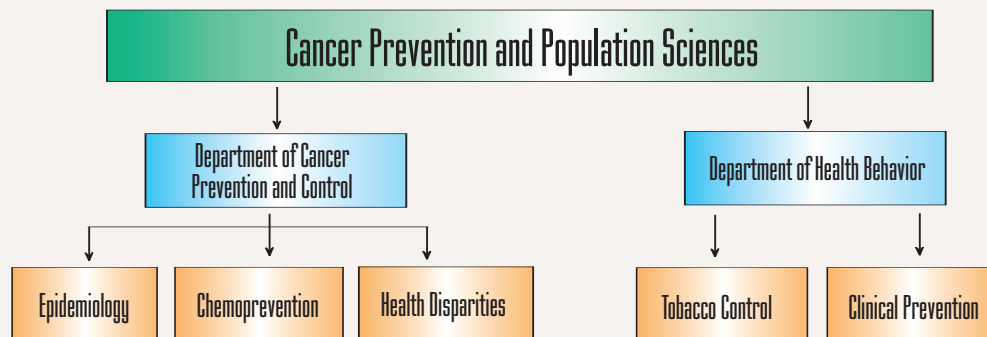 Cancer Prevention and Population Sciences
Department of Cancer
Prevention and Control
Department of Health Behavior
Epidemiology
Chemoprevention
Health Disparities
Tobacco Control
Clinical Prevention